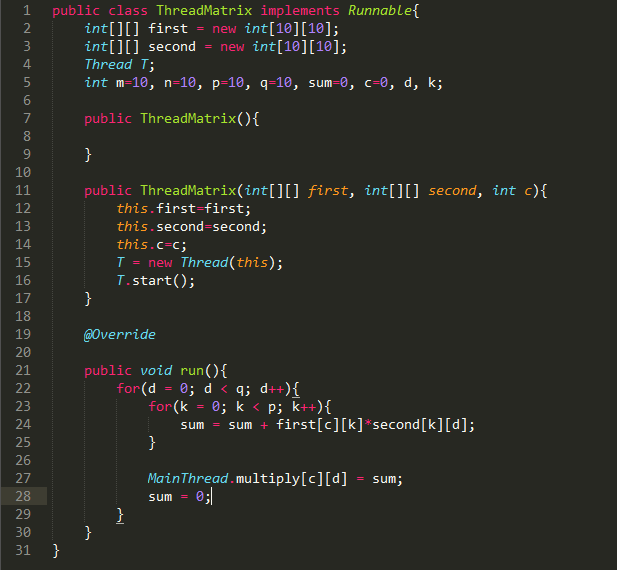 1 public class ThreadMatrix implements Runnable{
2 int[][] first = new int[10][10];
3 int[][] second = new int[10][10];
4 Thread T;
5 int m=10, n=10, p=10, q=10, sum=0, c=0, d, k;
6
7 public ThreadMatrix(){
8
9 }
10
11 public ThreadMatrix(int[][] first, int[][] second, int c){
12 this.first=first;
13 this.second=second;
14 this.c=c;
15 T = new Thread(this);
16 T.start();
17 }
18
19 @Override
20
21 public void run(){
22 for(d = 0; d < q; d++){
23 for(k = 0; k < p; k++){
24 sum = sum + first[c][k]*second[k][d];
25 }
26
27 MainThread.multiply[c][d] = sum;
28 sum = 0;
29 }
30 }
31 }